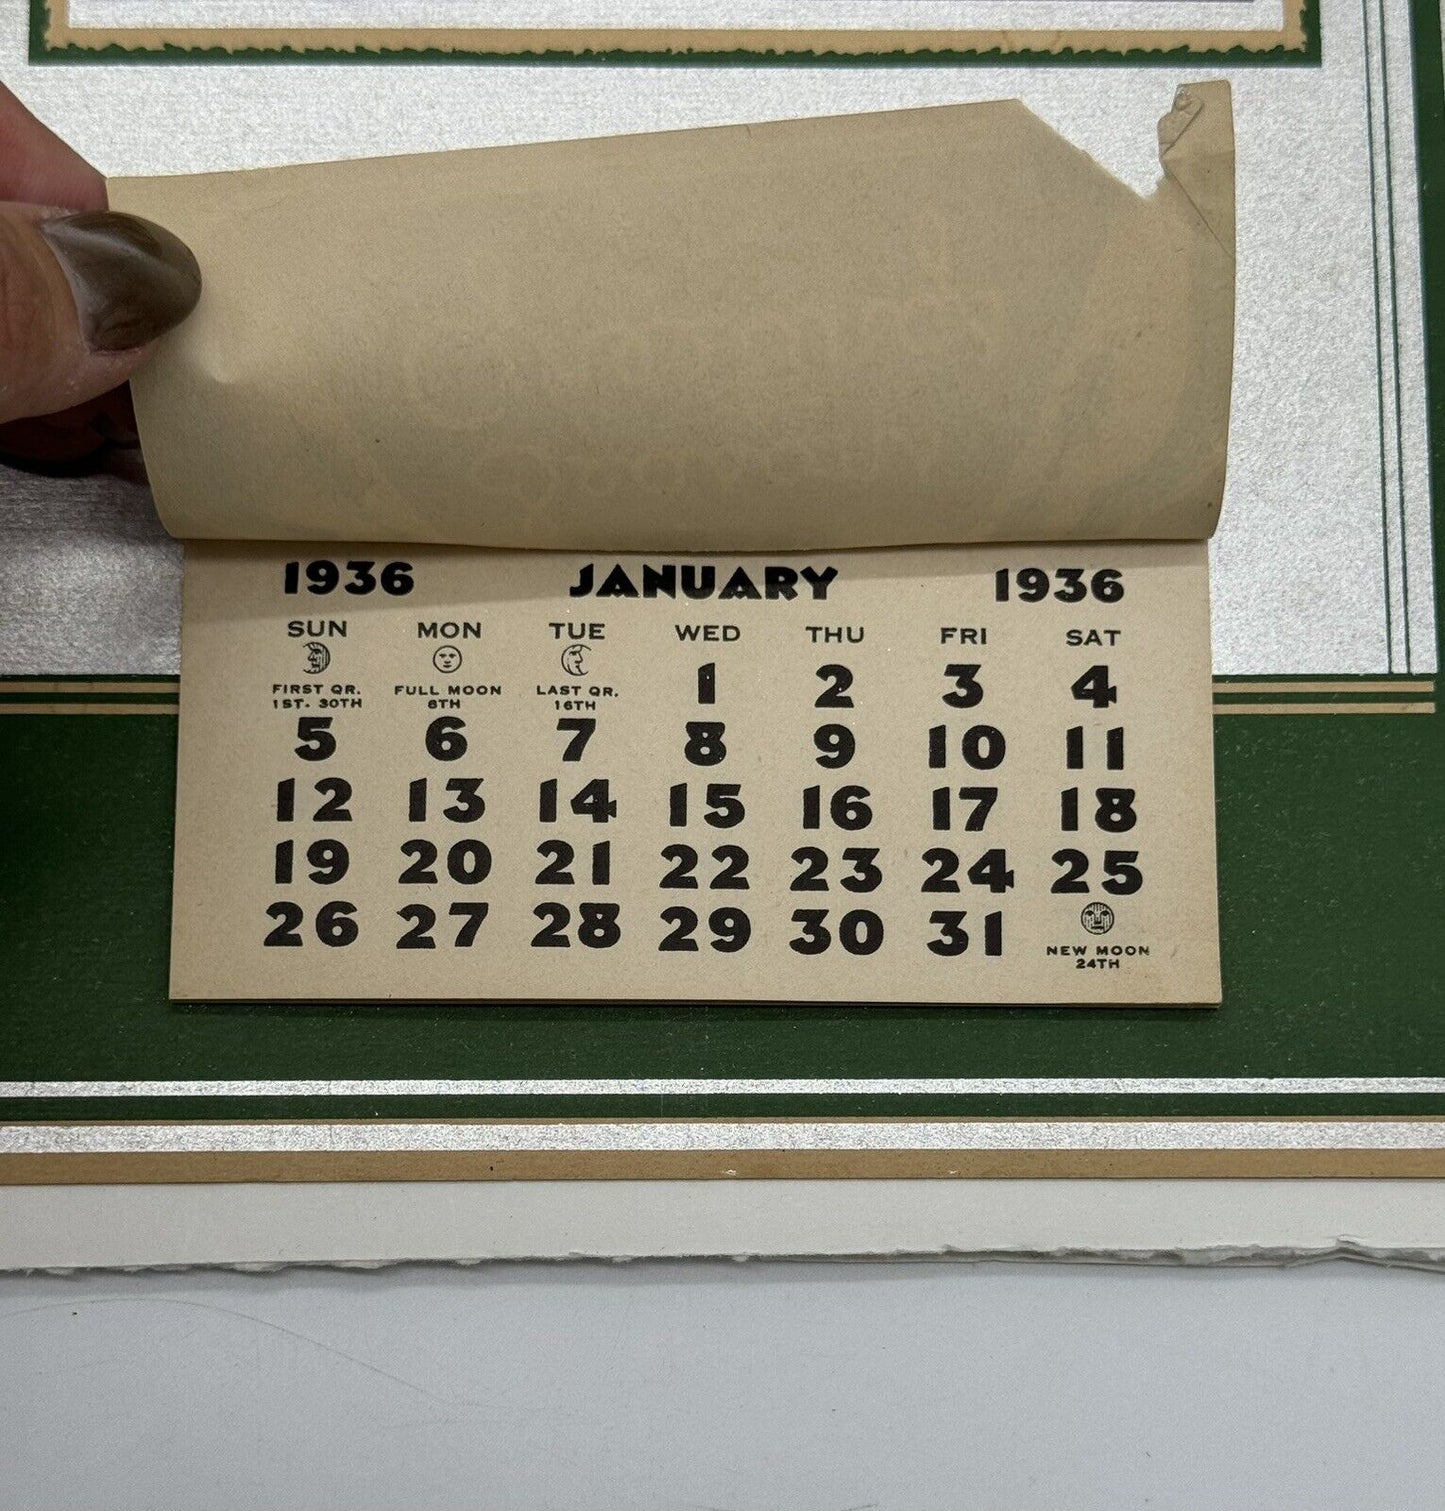 1936 JANUARY 1936
SUN MON TUE WED THU FRI SAT
FIRST QR. FULL MOON LAST QR. 1 2 3 4
1ST. 30TH 8TH 16TH
5 6 7 8 9 10 11
12 13 14 15 16 17 18
19 20 21 22 23 24 25
26 27 28 29 30 31
NEW MOON
24TH